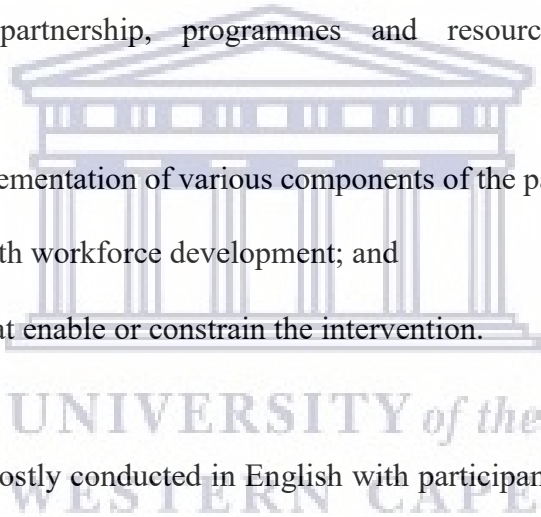 partnership, programmes and resourc
ementation of various components of the pa
th workforce development; and
at enable or constrain the intervention.
UNIVERSITY of the
ostly conducted in English with participan
WESTERN CAPE